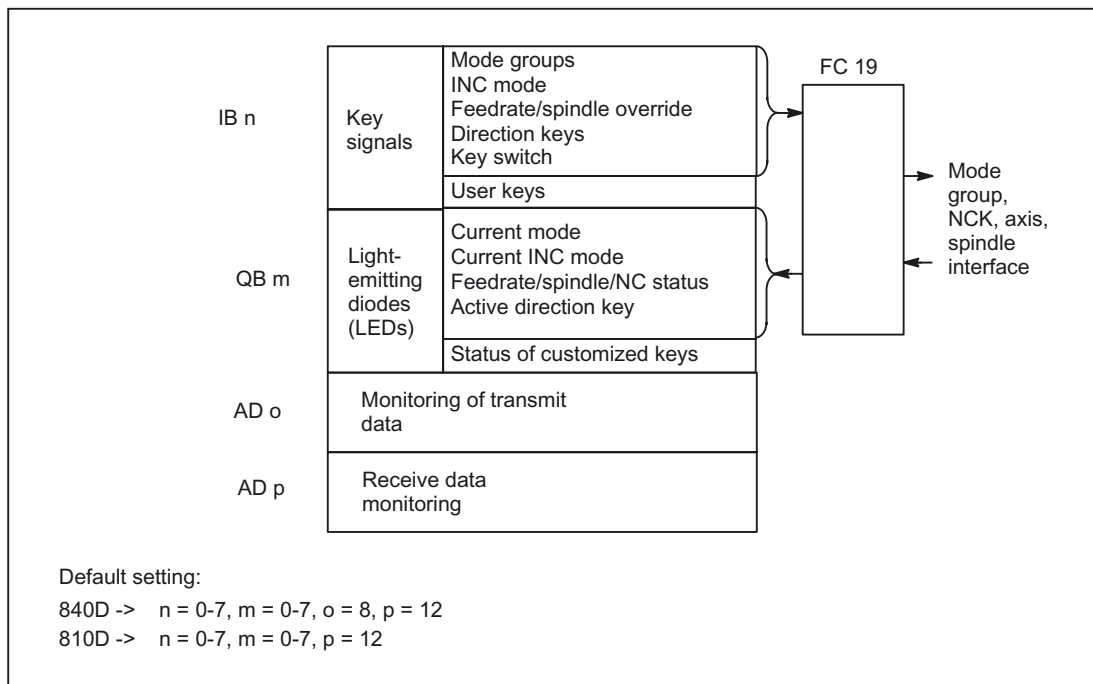 Mode groups
INC mode
Feedrate/spindle override
Direction keys
Key switch
IB n
Key
signals
User keys
FC 19
Mode
group,
NCK, axis,
spindle
interface
QB m
Light-
emitting
diodes
(LEDs)
Current mode
Current INC mode
Feedrate/spindle/NC status
Active direction key
Status of customized keys
AD o
Monitoring of transmit
data
AD p
Receive data
monitoring
Default setting:
840D -> n = 0-7, m = 0-7, o = 8, p = 12
810D -> n = 0-7, m = 0-7, p = 12